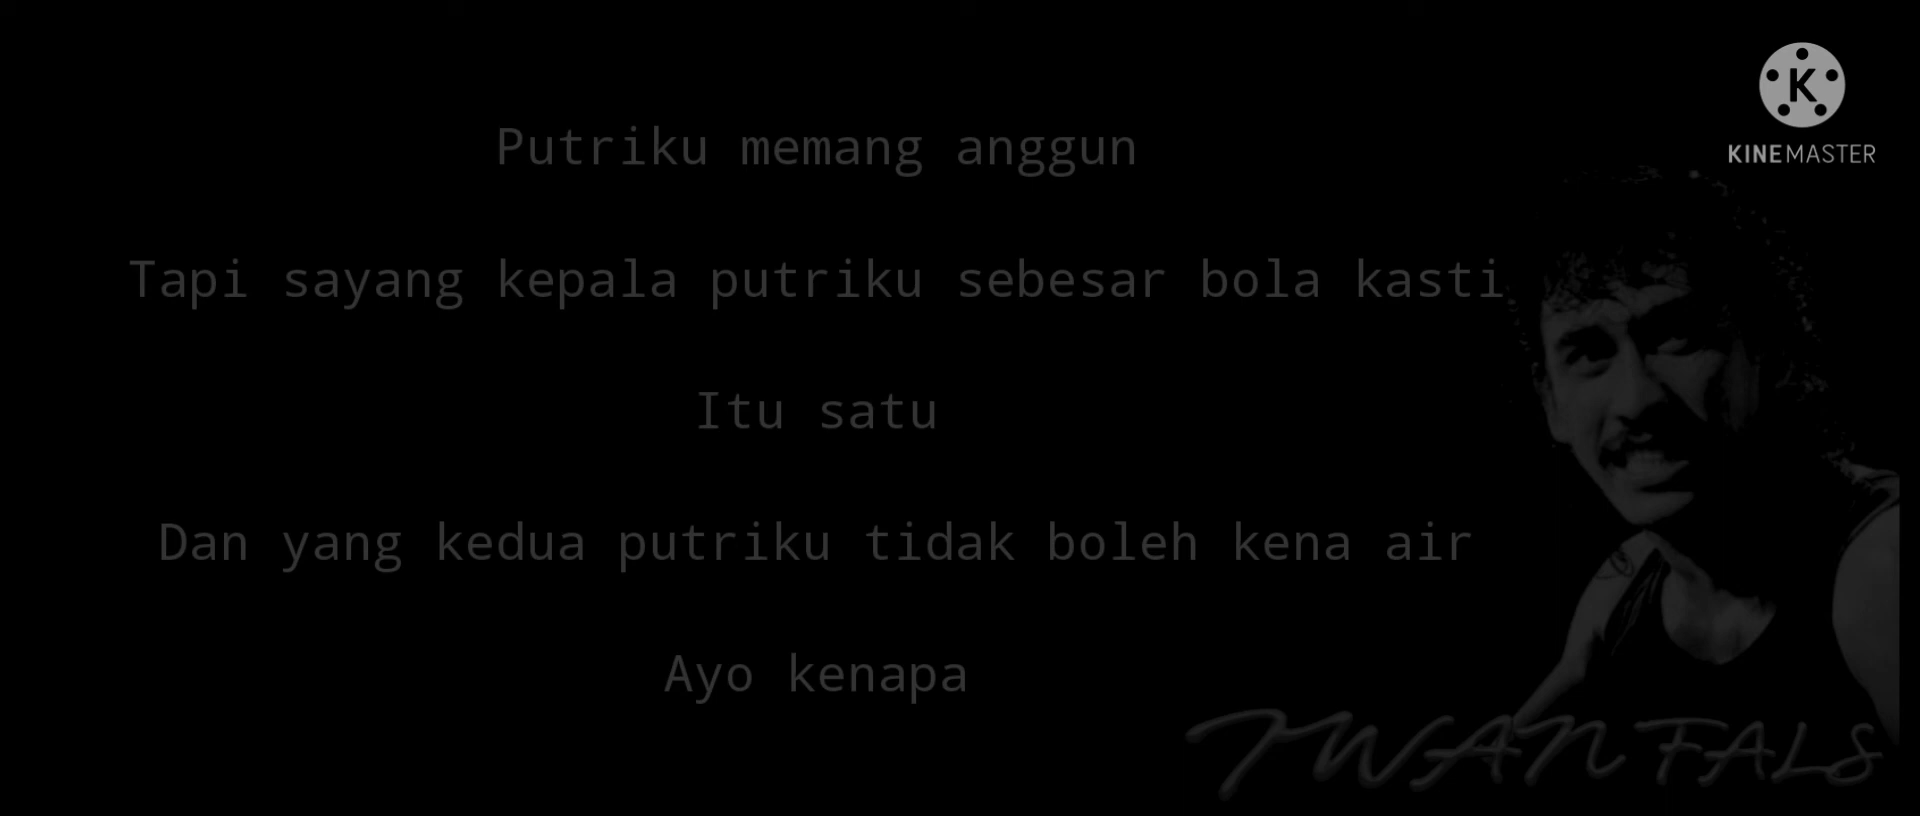 KINEMASTER
Putriku memang anggun
Tapi sayang kepala putriku sebesar bola kasti
Itu satu
Dan yang kedua putriku tidak boleh kena air
Ayo kenapa
IWAN FALS